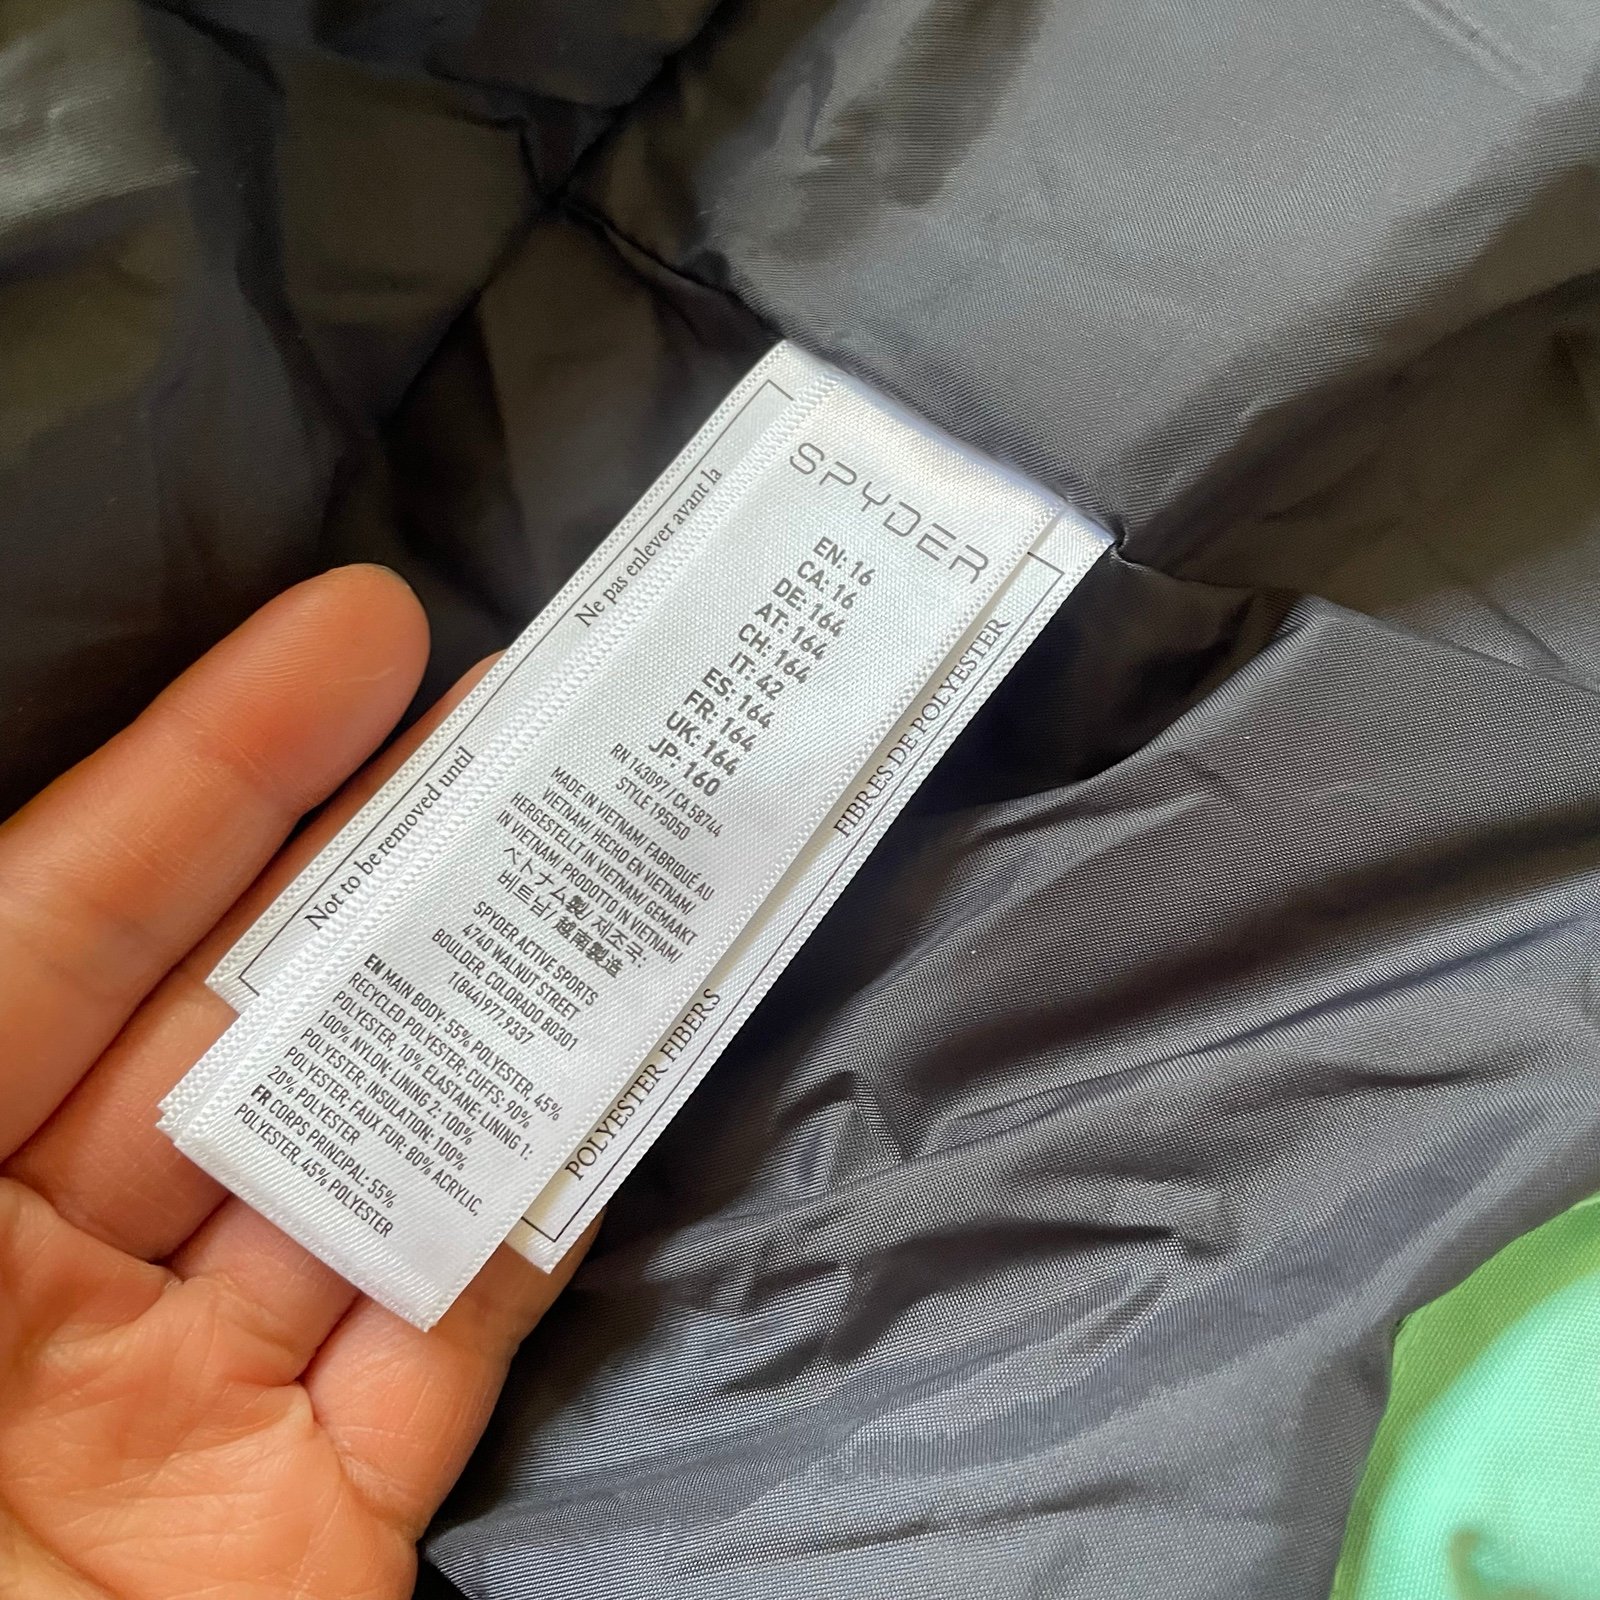 SPYDER
EN: 16
CA: 16
DE: 164
AT: 164
CH: 164
IT: 42
ES: 164
FR: 164
UK: 164
JP: 160
RN 143097 / CA 58744
STYLE 195050
MADE IN VIETNAM/ FABRIQUÉ AU
VIETNAM/ HECHO EN VIETNAM/
HERGESTELLT IN VIETNAM/ GEMAAKT
IN VIETNAM/ PRODOTTO IN VIETNAM/
ベトナム製/ 제조국:
베트남/ 越南製造
SPYDER ACTIVE SPORTS
4740 WALNUT STREET
BOULDER, COLORADO 80301
1(844)977.9337
EN MAIN BODY: 55% POLYESTER, 45%
RECYCLED POLYESTER; CUFFS: 90%
POLYESTER, 10% ELASTANE; LINING 1:
100% NYLON; LINING 2: 100%
POLYESTER, INSULATION: 100%
POLYESTER: FAUX FUR: 80% ACRYLIC,
20% POLYESTER
FR CORPS PRINCIPAL: 55%
POLYESTER, 45% POLYESTER
Not to be removed until
Ne pas enlever avant la
POLYESTER FIBERS
FIBRES DE POLYESTER